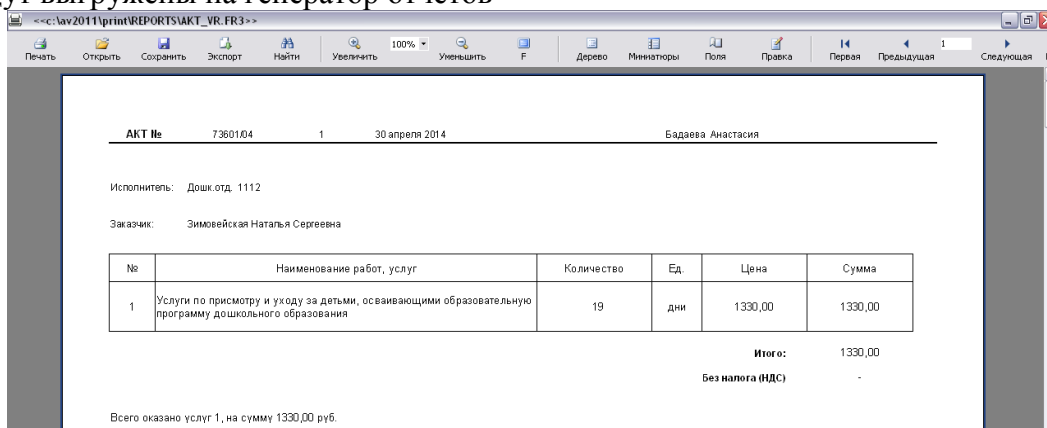 выгружены на генератор отчетов
<<c:\av2011\print\REPORTS\AKT_VR.FR3>>
Печать Открыть Сохранить Экспорт Найти Увеличить 100% Уменьшить F Дерево Миниатюры Поля Правка Первая Предыдущая 1 Следующая
АКТ № 73601/04 1 30 апреля 2014 Бадаева Анастасия
Исполнитель: Дошк.отд. 1112
Заказчик: Зимовейская Наталья Сергеевна
№ Наименование работ, услуг Количество Ед. Цена Сумма
1 Услуги по присмотру и уходу за детьми, осваивающими образовательную программу дошкольного образования 19 дни 1330,00 1330,00
Итого: 1330,00
Без налога (НДС) -
Всего оказано услуг 1, на сумму 1330,00 руб.